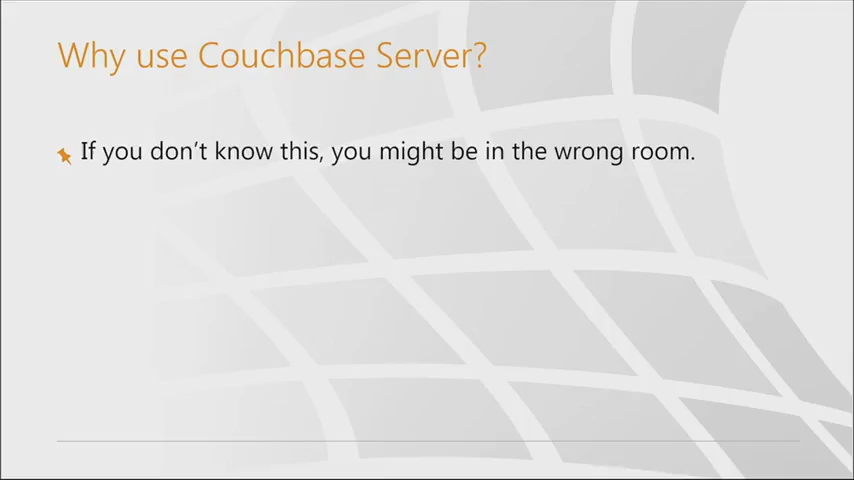 Why use Couchbase Server?
If you don't know this, you might be in the wrong room.